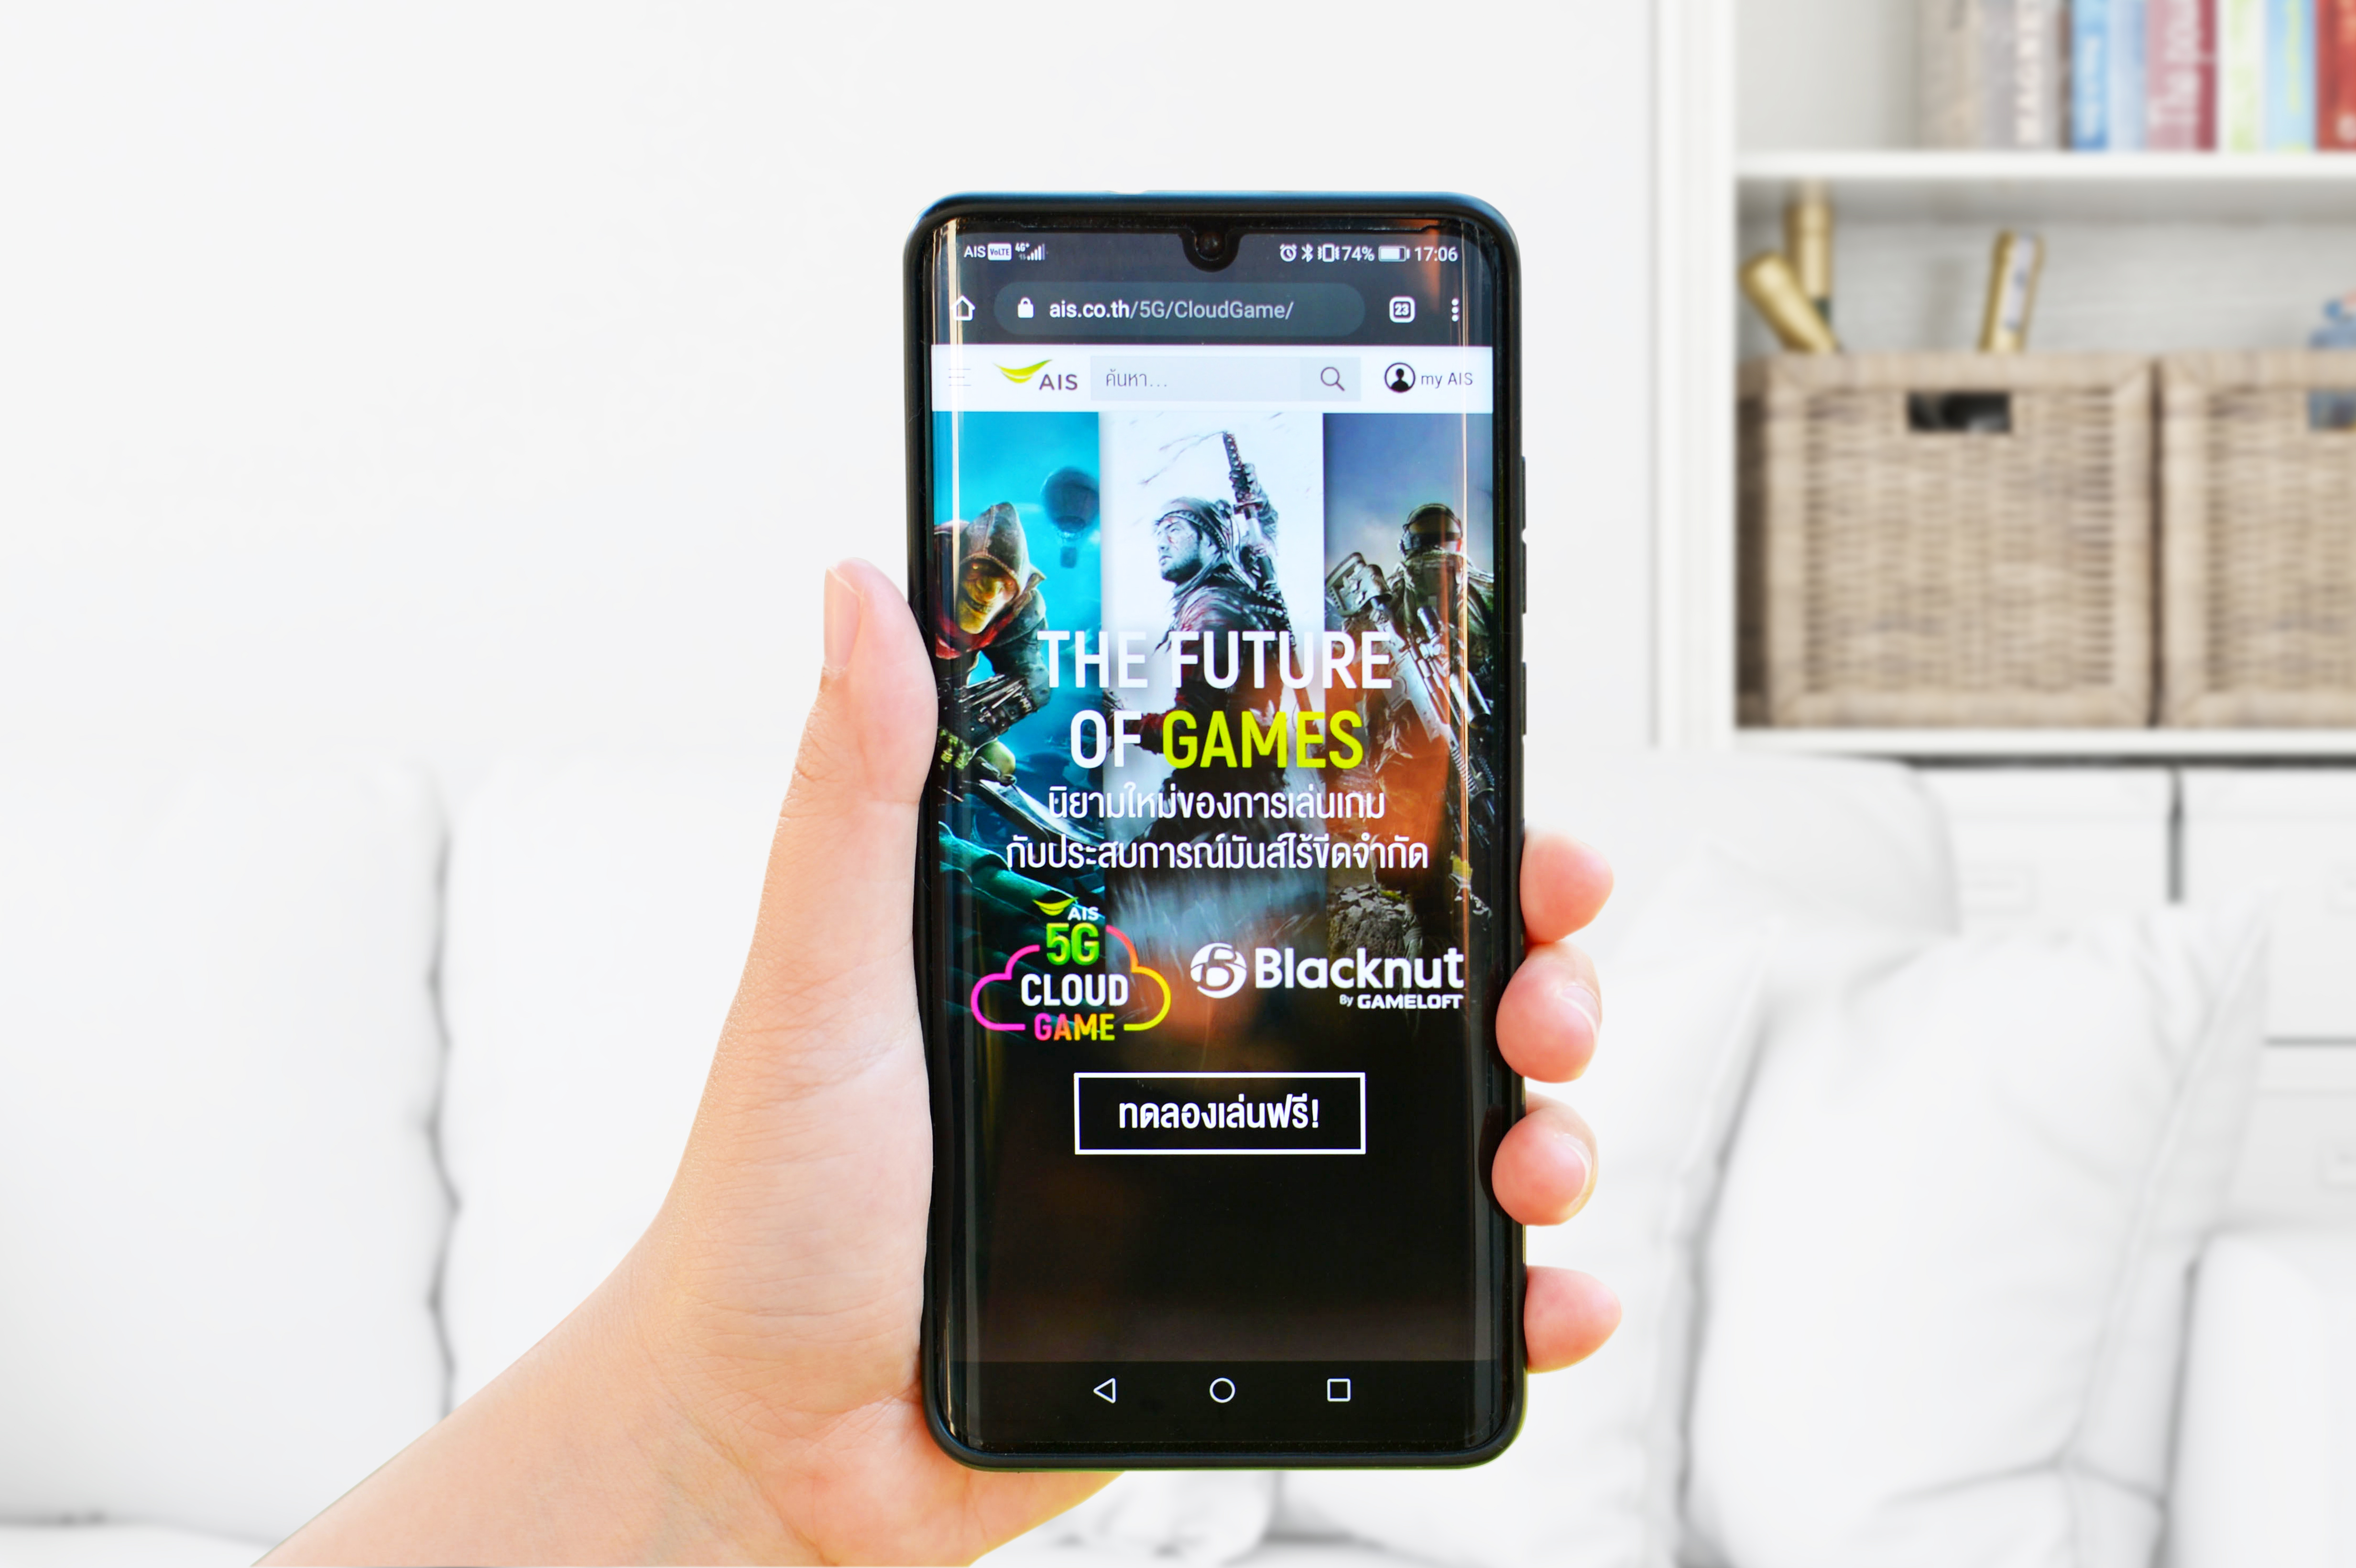 AIS VoLTE 4G+ 74% 17:06
ais.co.th/5G/CloudGame/ 23
AIS ค้นหา... my AIS
THE FUTURE
OF GAMES
นิยามใหม่ของการเล่นเกม
กับประสบการณ์มันส์ไร้ขีดจำกัด
AIS
5G
CLOUD
GAME
Blacknut
By GAMELOFT
ทดลองเล่นฟรี!